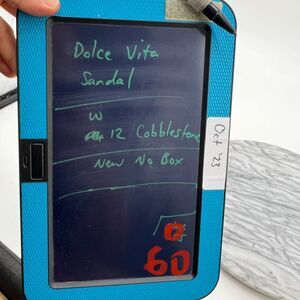 Dolce Vita
Sandal
W
12 Cobblestone
New No Box
60
Oct '23